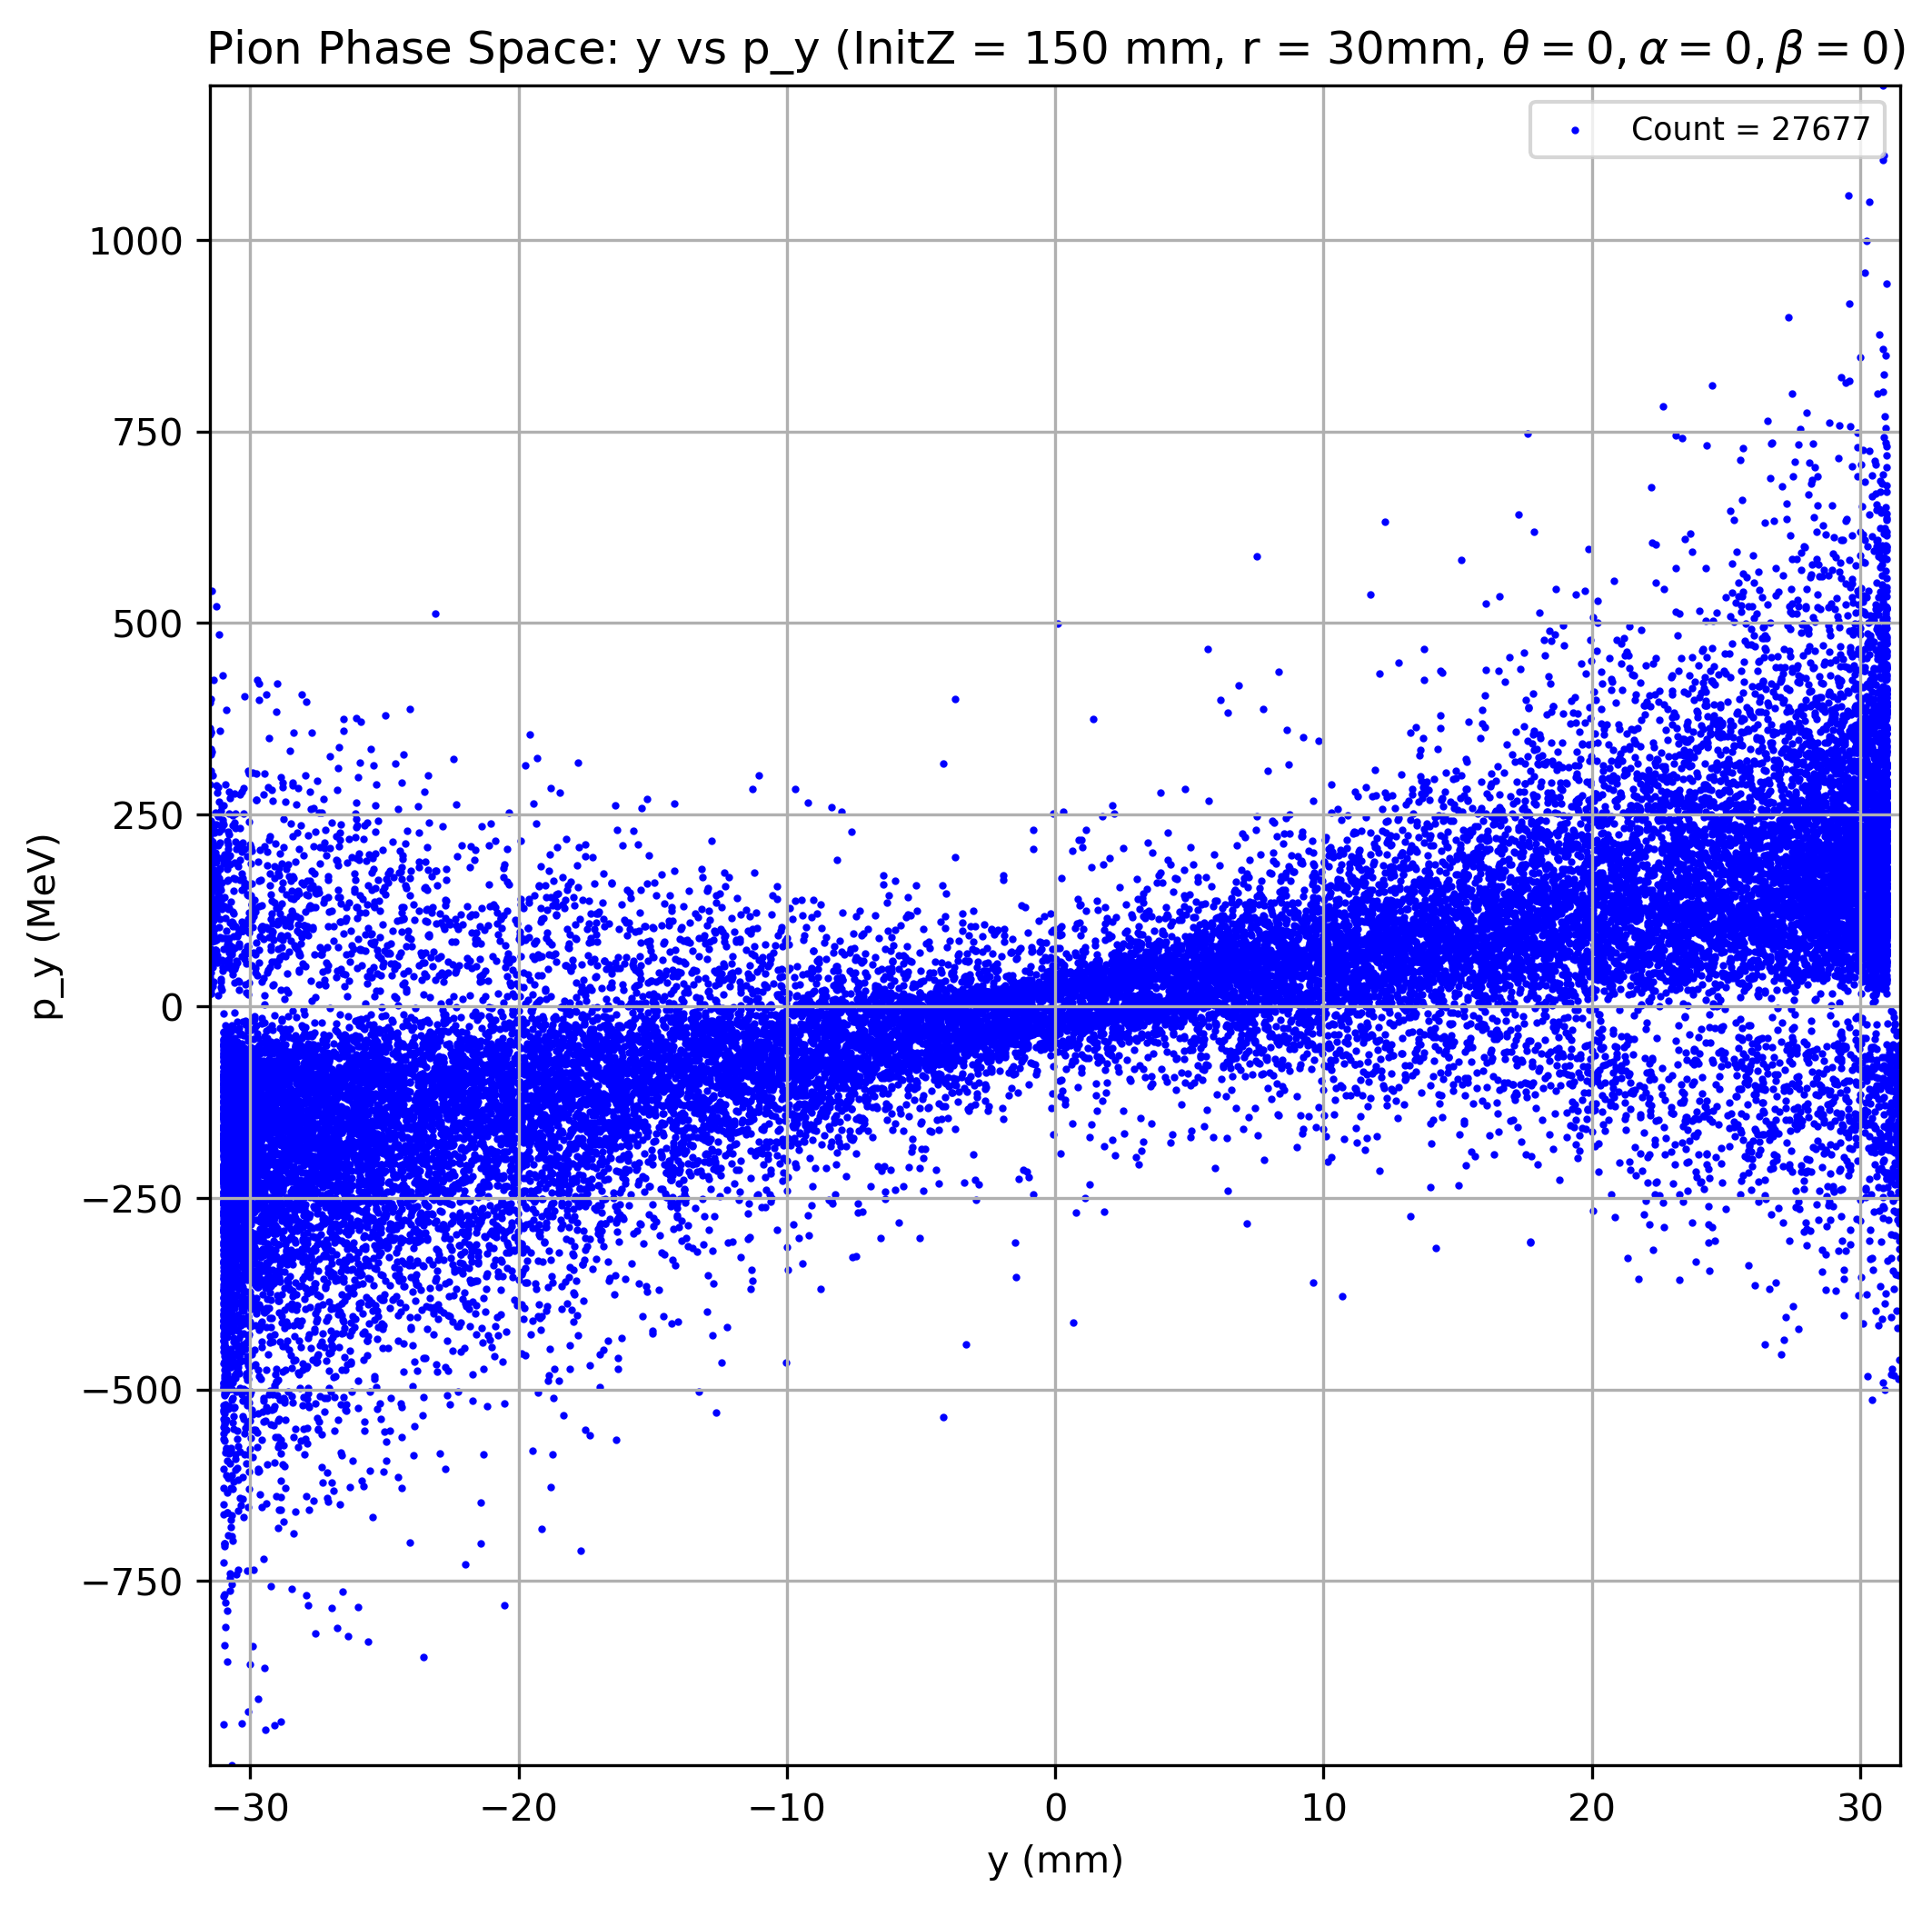 Pion Phase Space: y vs p_y (InitZ = 150 mm, r = 30mm, θ = 0, α = 0, β = 0)
Count = 27677
1000
750
500
250
0
−250
−500
−750
p_y (MeV)
−30 −20 −10 0 10 20 30
y (mm)